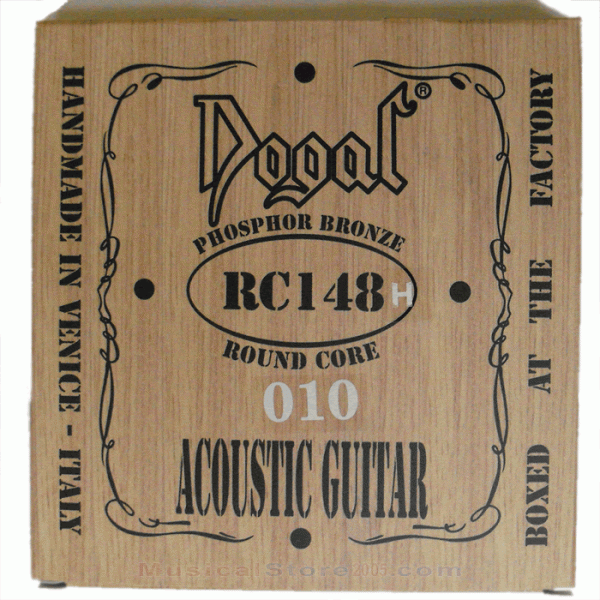 Dogal®
PHOSPHOR BRONZE
RC148H
ROUND CORE
010
ACOUSTIC GUITAR
HANDMADE IN VENICE - ITALY
BOXED AT THE FACTORY
MusicalStore2005.com